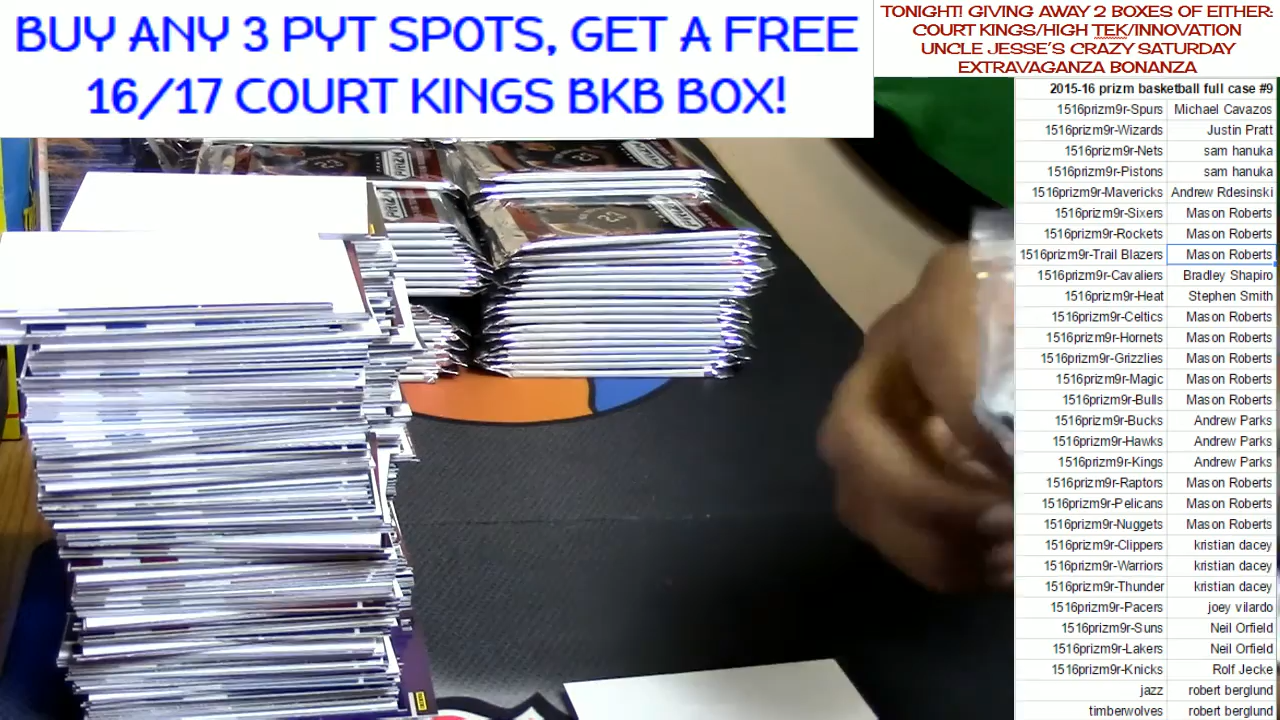 BUY ANY 3 PYT SPOTS, GET A FREE
16/17 COURT KINGS BKB BOX!
TONIGHT! GIVING AWAY 2 BOXES OF EITHER:
COURT KINGS/HIGH TEK/INNOVATION
UNCLE JESSE'S CRAZY SATURDAY
EXTRAVAGANZA BONANZA
2015-16 prizm basketball full case #9
1516prizm9r-Spurs Michael Cavazos
1516prizm9r-Wizards Justin Pratt
1516prizm9r-Nets sam hanuka
1516prizm9r-Pistons sam hanuka
1516prizm9r-Mavericks Andrew Rdesinski
1516prizm9r-Sixers Mason Roberts
1516prizm9r-Rockets Mason Roberts
1516prizm9r-Trail Blazers Mason Roberts
1516prizm9r-Cavaliers Bradley Shapiro
1516prizm9r-Heat Stephen Smith
1516prizm9r-Celtics Mason Roberts
1516prizm9r-Hornets Mason Roberts
1516prizm9r-Grizzlies Mason Roberts
1516prizm9r-Magic Mason Roberts
1516prizm9r-Bulls Mason Roberts
1516prizm9r-Bucks Andrew Parks
1516prizm9r-Hawks Andrew Parks
1516prizm9r-Kings Andrew Parks
1516prizm9r-Raptors Mason Roberts
1516prizm9r-Pelicans Mason Roberts
1516prizm9r-Nuggets Mason Roberts
1516prizm9r-Clippers kristian dacey
1516prizm9r-Warriors kristian dacey
1516prizm9r-Thunder kristian dacey
1516prizm9r-Pacers joey vilardo
1516prizm9r-Suns Neil Orfield
1516prizm9r-Lakers Neil Orfield
1516prizm9r-Knicks Rolf Jecke
jazz robert berglund
timberwolves robert berglund
PRIZM
PRIZM
PRIZM
23
23